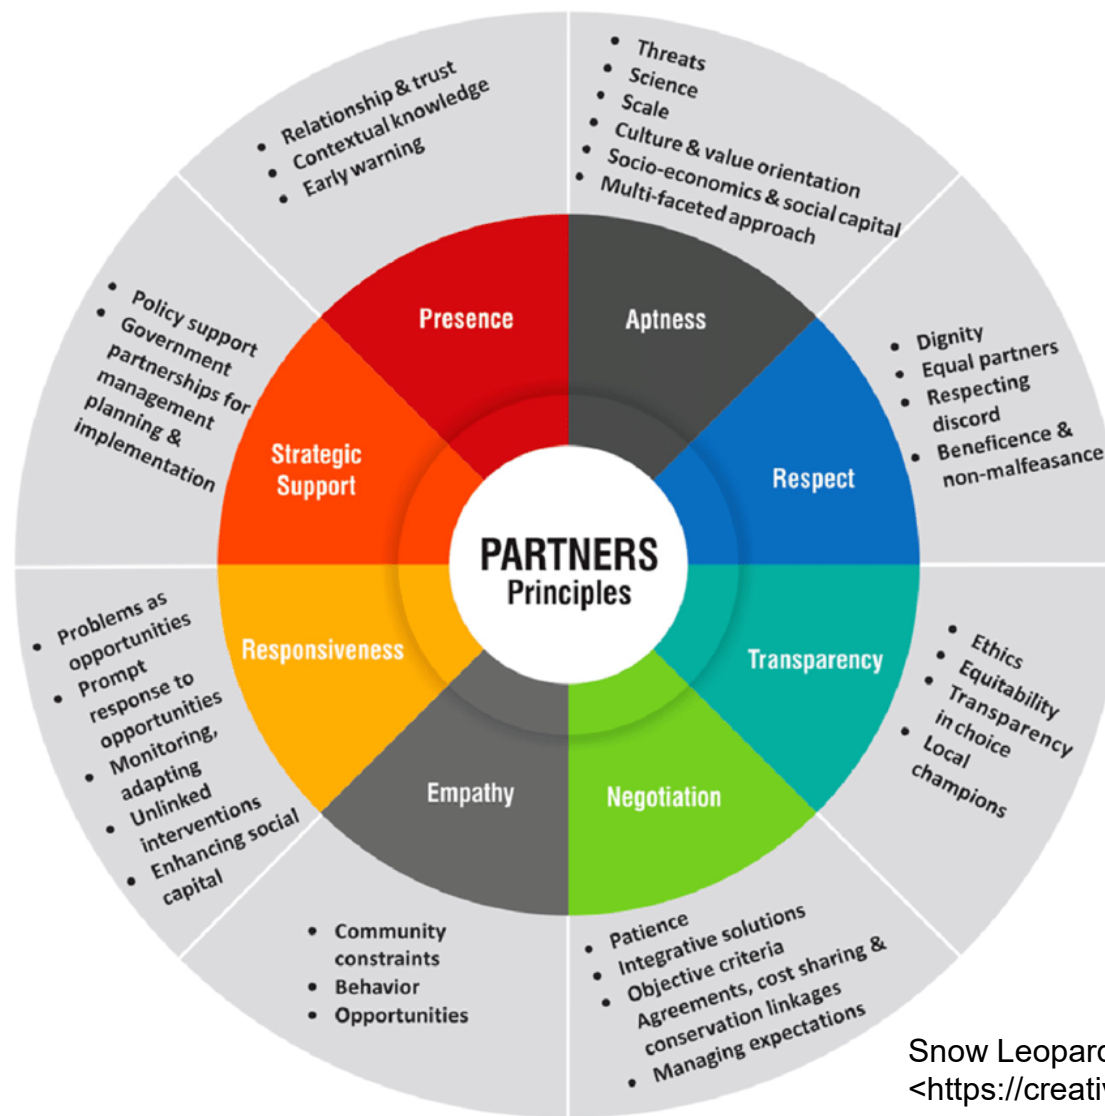 PARTNERS
Principles
Presence
• Relationship & trust
• Contextual knowledge
• Early warning
Aptness
• Threats
• Science
• Scale
• Culture & value orientation
• Socio-economics & social capital
• Multi-faceted approach
Respect
• Dignity
• Equal partners
• Respecting
discord
• Beneficence &
non-malfeasance
Transparency
• Ethics
• Equitability
• Transparency
in choice
• Local
champions
Negotiation
• Patience
• Integrative solutions
• Objective criteria
Agreements, cost sharing &
conservation linkages
• Managing expectations
Empathy
• Community
constraints
• Behavior
• Opportunities
Responsiveness
• Problems as
opportunities
• Prompt
response to
opportunities
• Monitoring,
adapting
• Unlinked
interventions
• Enhancing social
capital
Strategic
Support
• Policy support
• Government
partnerships for
management
planning &
implementation
Snow Leopard
<https://creativ